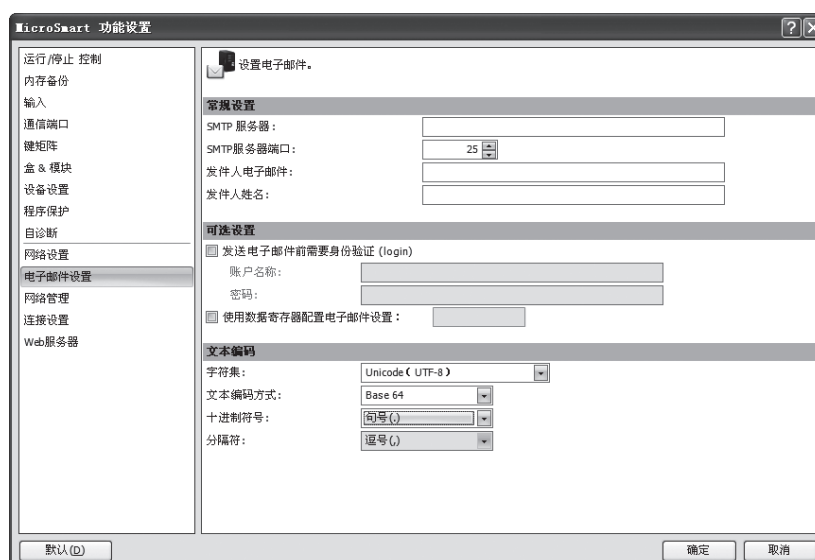 MicroSmart 功能设置
运行/停止 控制
内存备份
输入
通信端口
键矩阵
盒 & 模块
设备设置
程序保护
自诊断
网络设置
电子邮件设置
网络管理
连接设置
Web服务器
设置电子邮件。
常规设置
SMTP 服务器：
SMTP服务器端口： 25
发件人电子邮件：
发件人姓名：
可选设置
发送电子邮件前需要身份验证 (login)
账户名称：
密码：
使用数据寄存器配置电子邮件设置：
文本编码
字符集： Unicode（UTF-8）
文本编码方式： Base 64
十进制符号： 句号(.)
分隔符： 逗号(,)
默认(D) 确定 取消